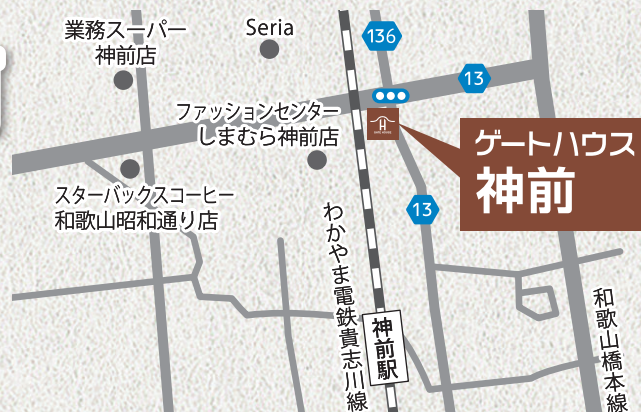 業務スーパー
神前店
Seria
136
13
ファッションセンター
しまむら神前店
ゲートハウス
神前
スターバックスコーヒー
和歌山昭和通り店
13
わかやま電鉄貴志川線
神前駅
和歌山橋本線